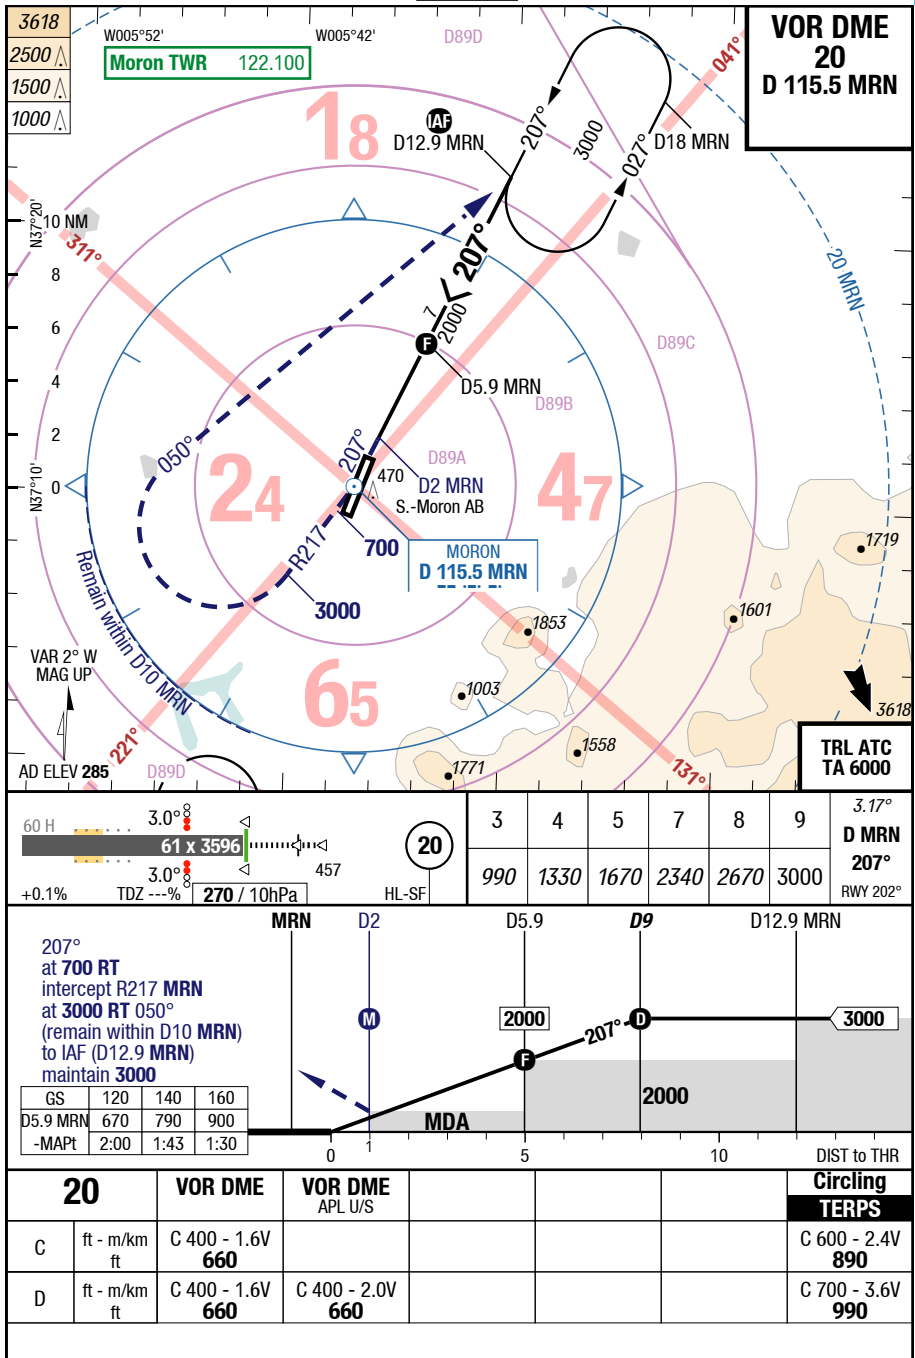 3618
2500
1500
1000
W005°52'
W005°42'
D89D
Moron TWR 122.100
VOR DME
20
D 115.5 MRN
041°
18
IAF
D12.9 MRN
207°
3000
027°
D18 MRN
N37°20'
10 NM
311°
8
6
4
2
0
N37°10'
< 207°
7
2000
F
D5.9 MRN
20 MRN
D89C
D89B
D89A
050°
207°
24
47
470
D2 MRN
S.-Moron AB
R217
700
MORON
D 115.5 MRN
3000
1719
1601
1853
1003
1558
1771
3618
Remain within D10 MRN
65
VAR 2° W
MAG UP
221°
131°
AD ELEV 285
D89D
TRL ATC
TA 6000
60 H
3.0°
61 x 3596
457
3.0°
+0.1%
TDZ ---%
270 / 10hPa
HL-SF
20
3 4 5 7 8 9
990 1330 1670 2340 2670 3000
3.17°
D MRN
207°
RWY 202°
MRN D2 D5.9 D9 D12.9 MRN
207°
at 700 RT
intercept R217 MRN
at 3000 RT 050°
(remain within D10 MRN)
to IAF (D12.9 MRN)
maintain 3000
M
2000
207°
D
3000
F
2000
MDA
GS 120 140 160
D5.9 MRN 670 790 900
-MAPt 2:00 1:43 1:30
0 1 5 10 DIST to THR
20 VOR DME VOR DME Circling
APL U/S TERPS
C ft - m/km C 400 - 1.6V C 600 - 2.4V
ft 660 890
D ft - m/km C 400 - 1.6V C 400 - 2.0V C 700 - 3.6V
ft 660 660 990